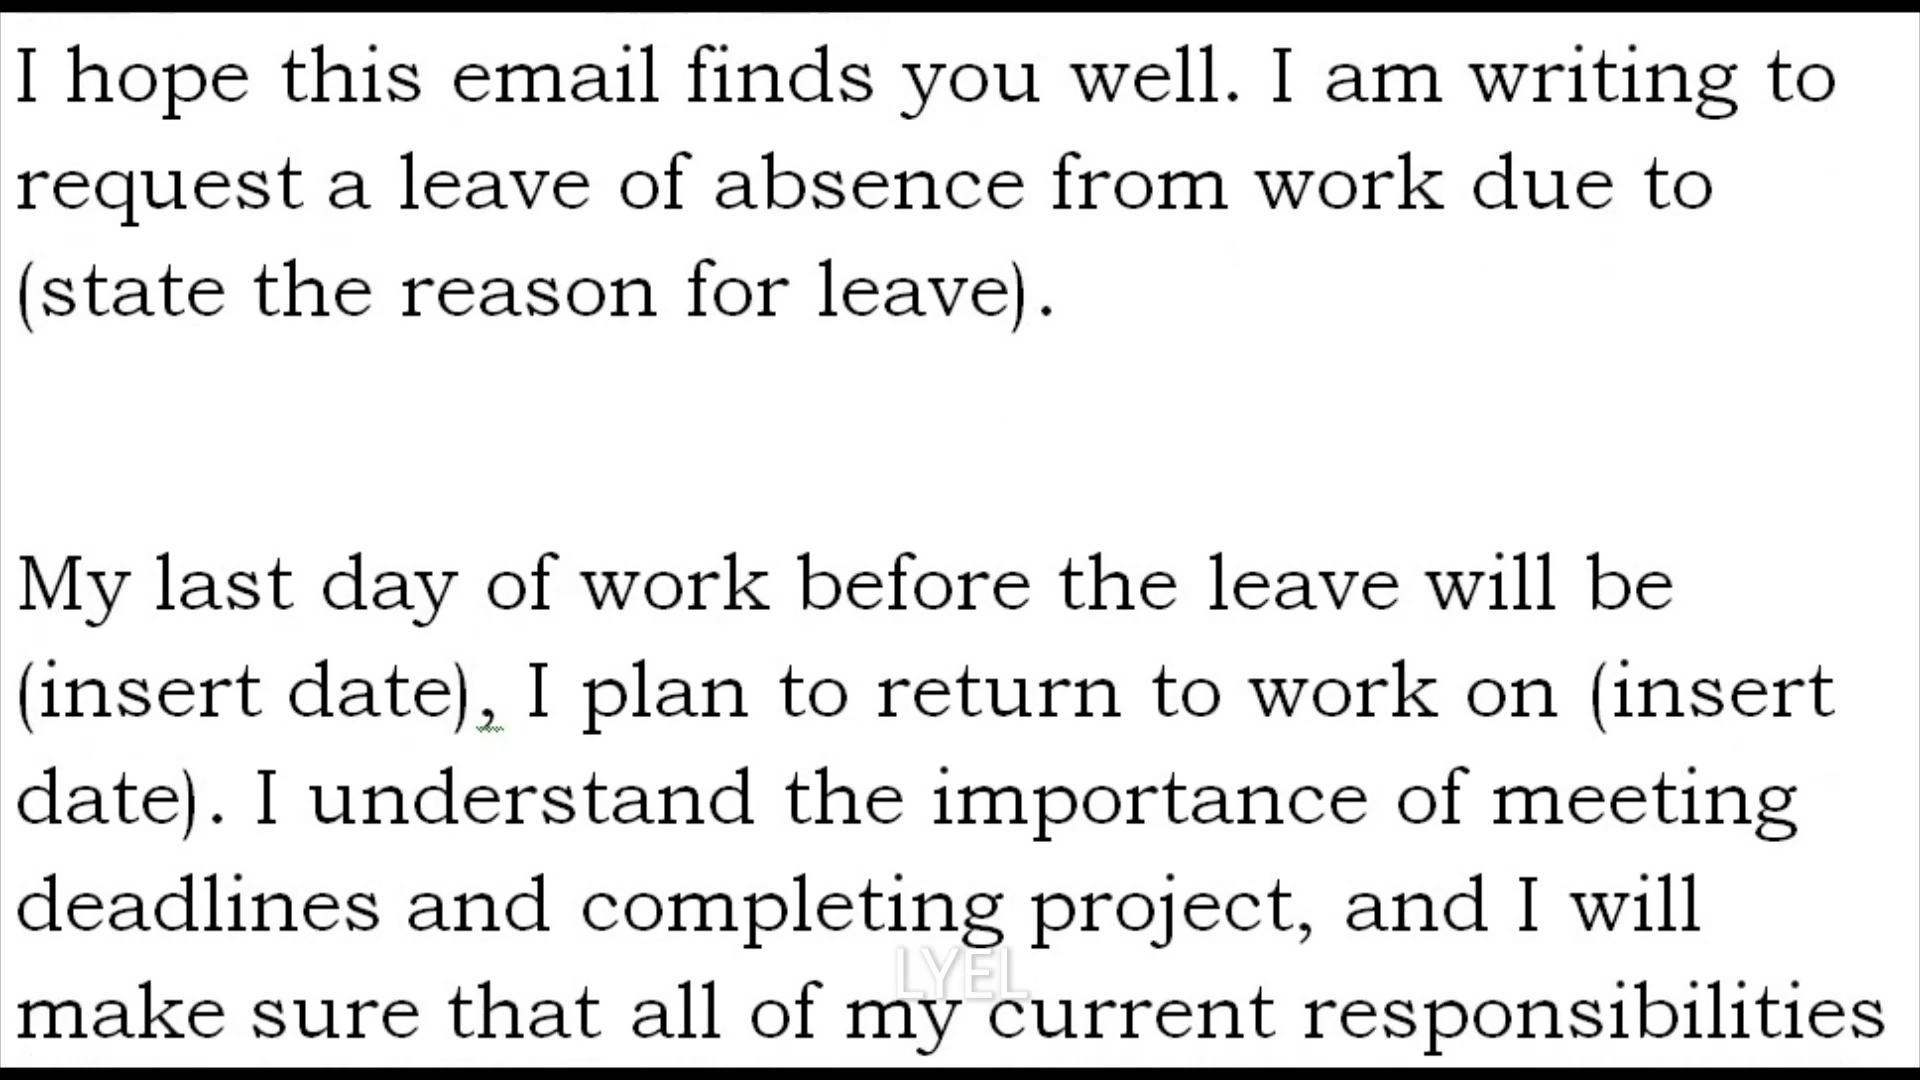 I hope this email finds you well. I am writing to
request a leave of absence from work due to
(state the reason for leave).
My last day of work before the leave will be
(insert date), I plan to return to work on (insert
date). I understand the importance of meeting
deadlines and completing project, and I will
LYEL
make sure that all of my current responsibilities